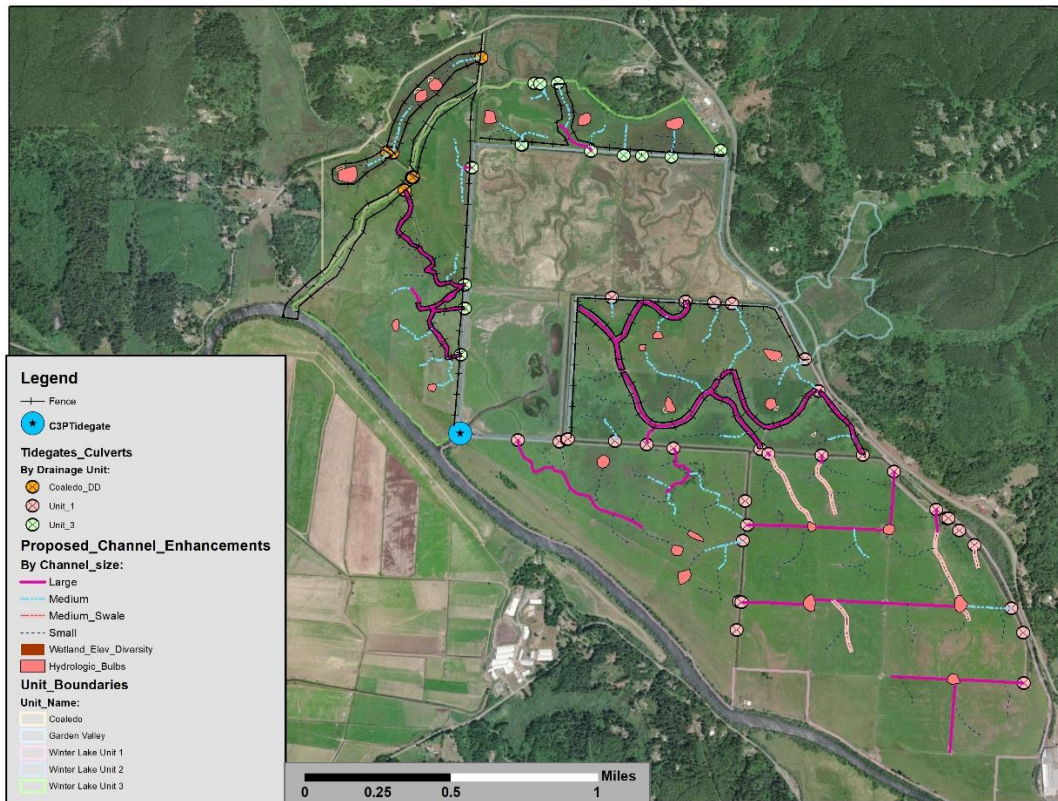 Legend
Fence
C3PTidegate
Tidegates_Culverts
By Drainage Unit:
Coaledo_DD
Unit_1
Unit_3
Proposed_Channel_Enhancements
By Channel_size:
Large
Medium
Medium_Swale
Small
Wetland_Elev_Diversity
Hydrologic_Bulbs
Unit_Boundaries
Unit_Name:
Coaledo
Garden Valley
Winter Lake Unit 1
Winter Lake Unit 2
Winter Lake Unit 3
Miles
0 0.25 0.5 1